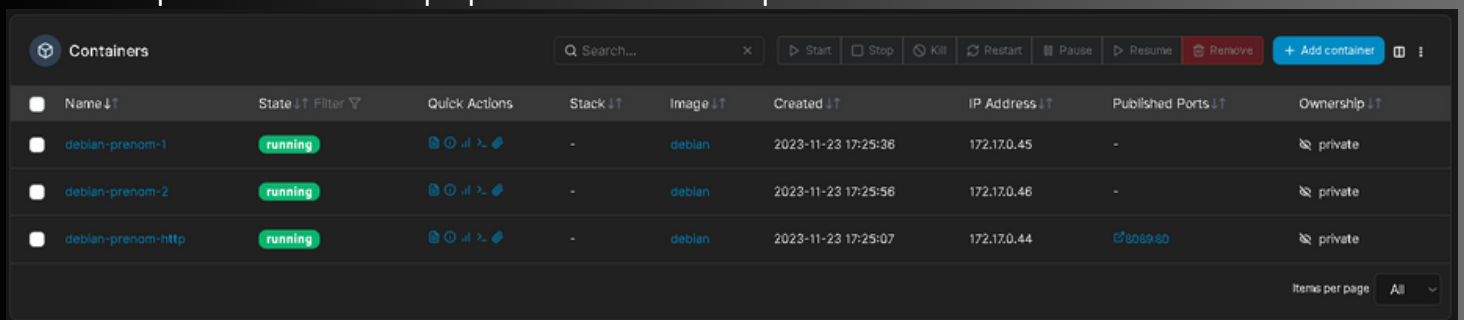 Containers Search... Start Stop Kill Restart Pause Resume Remove + Add container
Name State Filter Quick Actions Stack Image Created IP Address Published Ports Ownership
debian-prenom-1 running - debian 2023-11-23 17:25:36 172.17.0.45 - private
debian-prenom-2 running - debian 2023-11-23 17:25:56 172.17.0.46 - private
debian-prenom-http running - debian 2023-11-23 17:25:07 172.17.0.44 8089:80 private
Items per page All